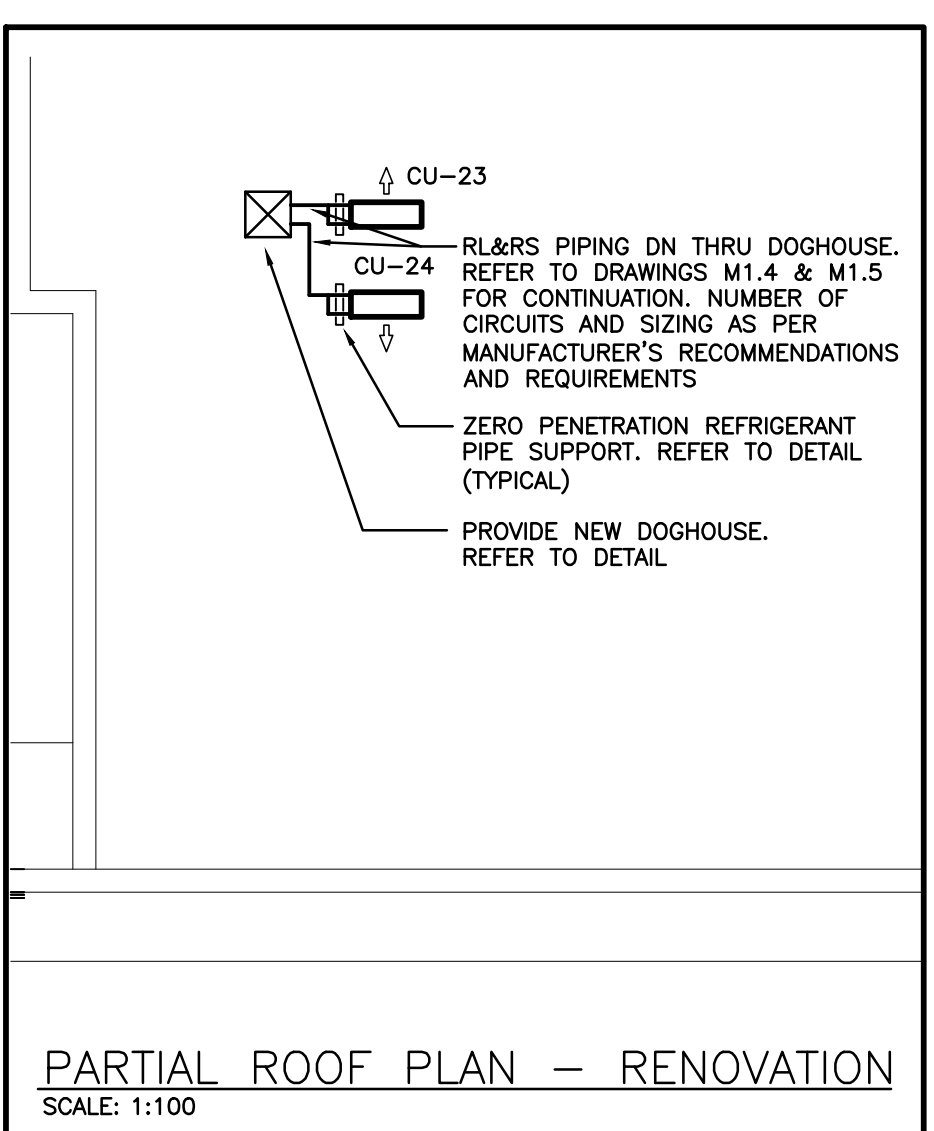 CU-23
RL&RS PIPING DN THRU DOGHOUSE.
REFER TO DRAWINGS M1.4 & M1.5
FOR CONTINUATION. NUMBER OF
CIRCUITS AND SIZING AS PER
MANUFACTURER'S RECOMMENDATIONS
AND REQUIREMENTS
CU-24
ZERO PENETRATION REFRIGERANT
PIPE SUPPORT. REFER TO DETAIL
(TYPICAL)
PROVIDE NEW DOGHOUSE.
REFER TO DETAIL
PARTIAL ROOF PLAN – RENOVATION
SCALE: 1:100